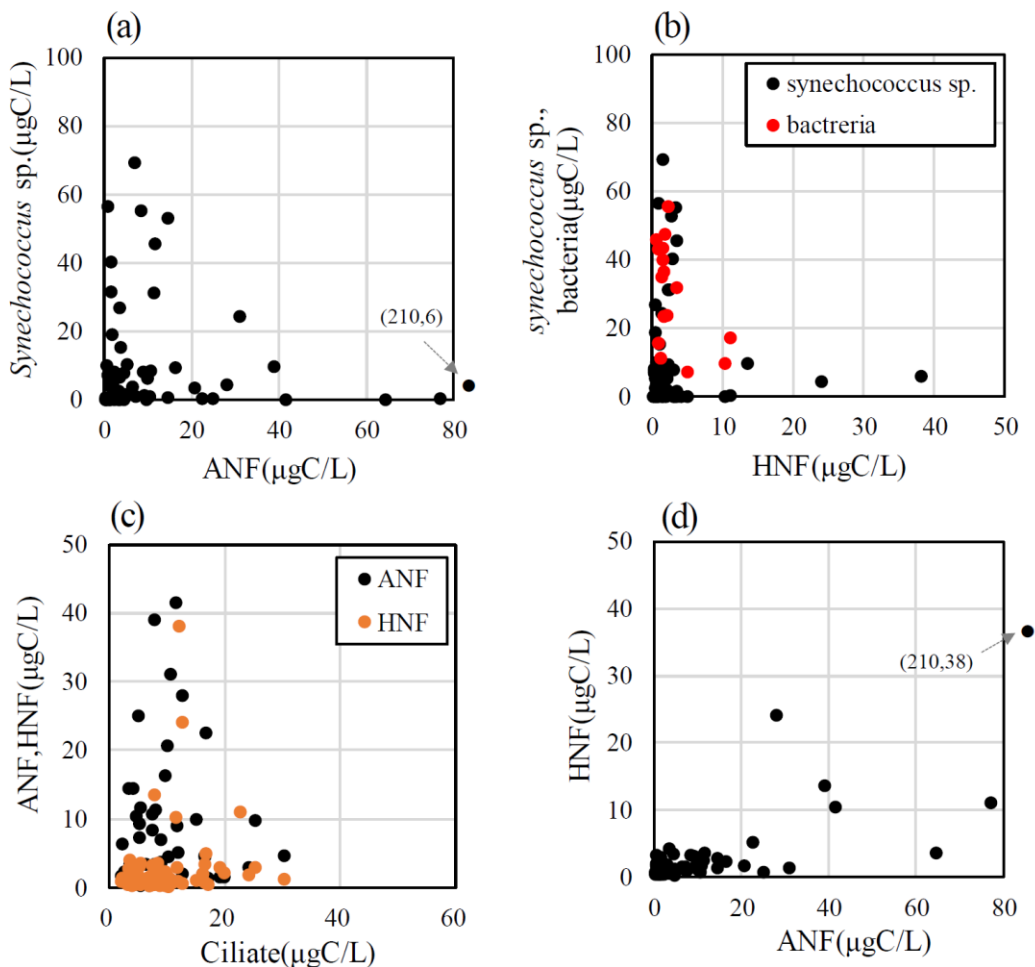 (a)
Synechococcus sp.(µgC/L)
100
80
60
40
20
0
(210,6)
0 20 40 60 80
ANF(µgC/L)
(b)
synechococcus sp.,
bacteria(µgC/L)
100
80
60
40
20
0
synechococcus sp.
bactreria
0 10 20 30 40 50
HNF(µgC/L)
(c)
ANF,HNF(µgC/L)
50
40
30
20
10
0
ANF
HNF
0 20 40 60
Ciliate(µgC/L)
(d)
HNF(µgC/L)
50
40
30
20
10
0
(210,38)
0 20 40 60 80
ANF(µgC/L)